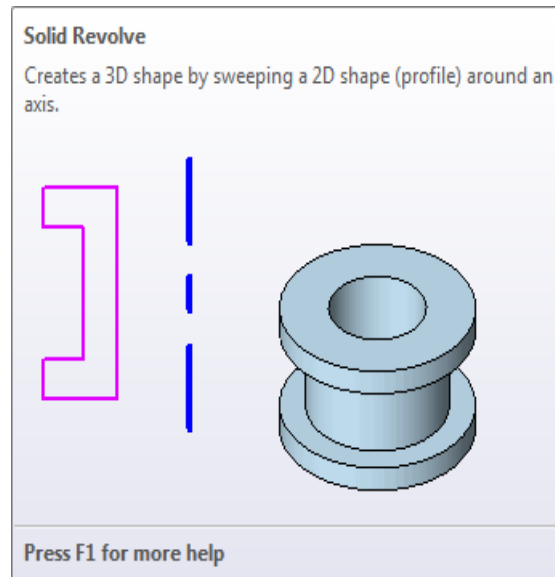 Solid Revolve
Creates a 3D shape by sweeping a 2D shape (profile) around an
axis.
Press F1 for more help